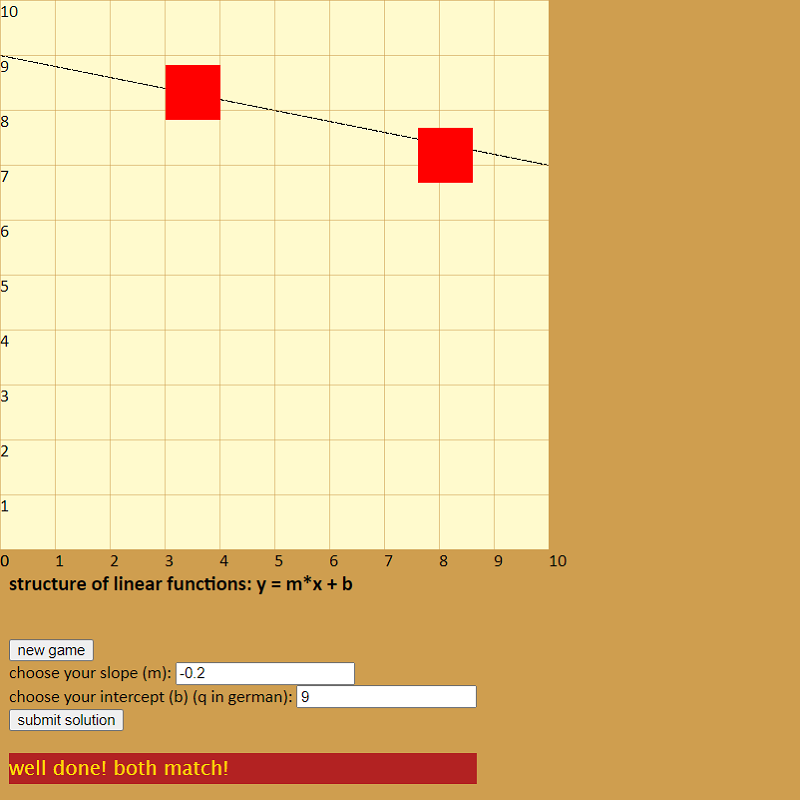 10
9
8
7
6
5
4
3
2
1
0 1 2 3 4 5 6 7 8 9 10
structure of linear functions: y = m*x + b
new game
choose your slope (m): -0.2
choose your intercept (b) (q in german): 9
submit solution
well done! both match!